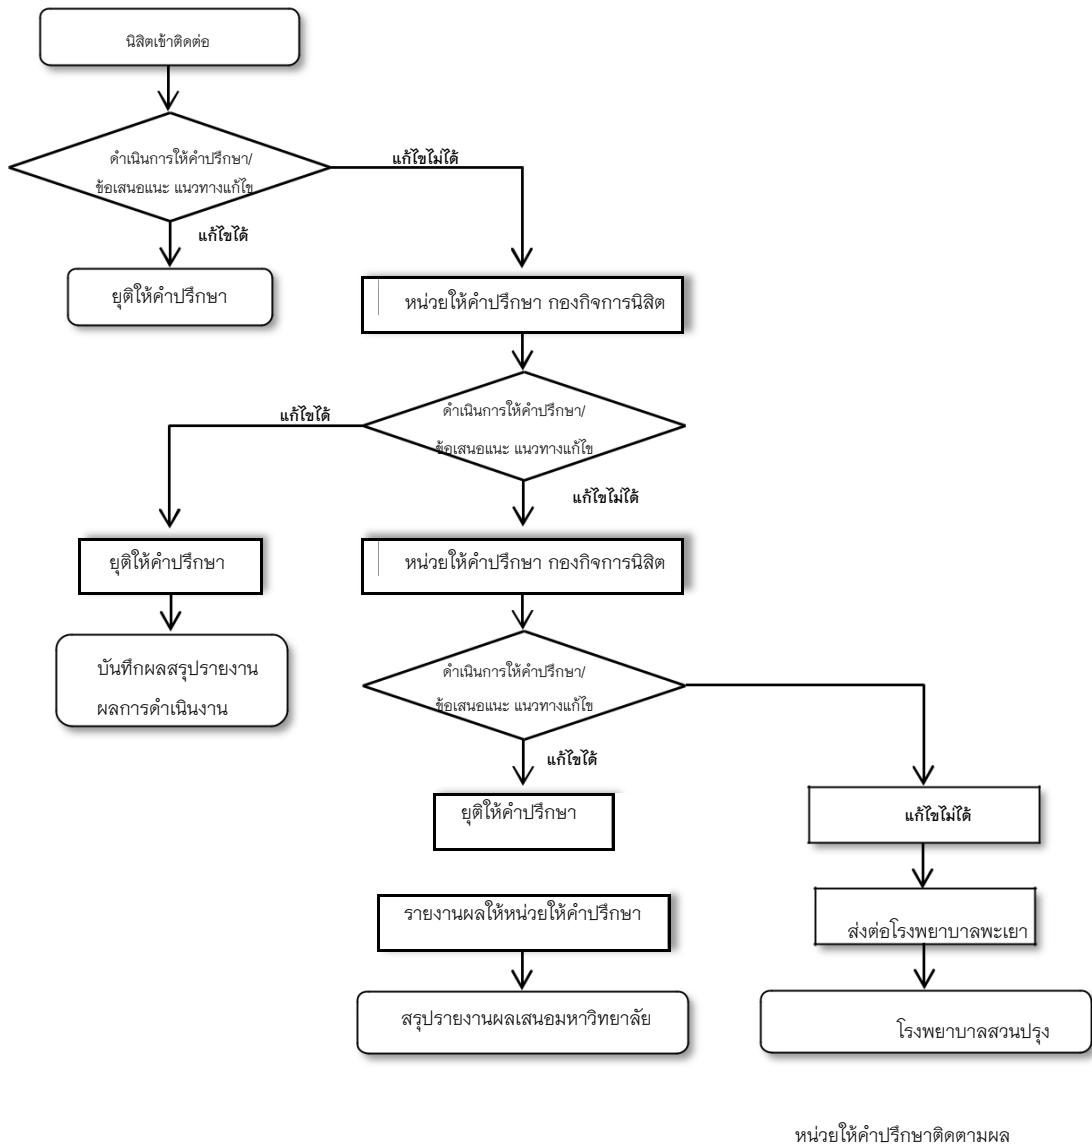 นิสิตเข้าติดต่อ
ดำเนินการให้คำปรึกษา/
ข้อเสนอแนะ แนวทางแก้ไข
แก้ไขไม่ได้
แก้ไขได้
ยุติให้คำปรึกษา
หน่วยให้คำปรึกษา กองกิจการนิสิต
ดำเนินการให้คำปรึกษา/
ข้อเสนอแนะ แนวทางแก้ไข
แก้ไขได้
แก้ไขไม่ได้
ยุติให้คำปรึกษา
หน่วยให้คำปรึกษา กองกิจการนิสิต
บันทึกผลสรุปรายงาน
ผลการดำเนินงาน
ดำเนินการให้คำปรึกษา/
ข้อเสนอแนะ แนวทางแก้ไข
แก้ไขได้
ยุติให้คำปรึกษา
แก้ไขไม่ได้
รายงานผลให้หน่วยให้คำปรึกษา
ส่งต่อโรงพยาบาลพะเยา
สรุปรายงานผลเสนอมหาวิทยาลัย
โรงพยาบาลสวนปรุง
หน่วยให้คำปรึกษาติดตามผล